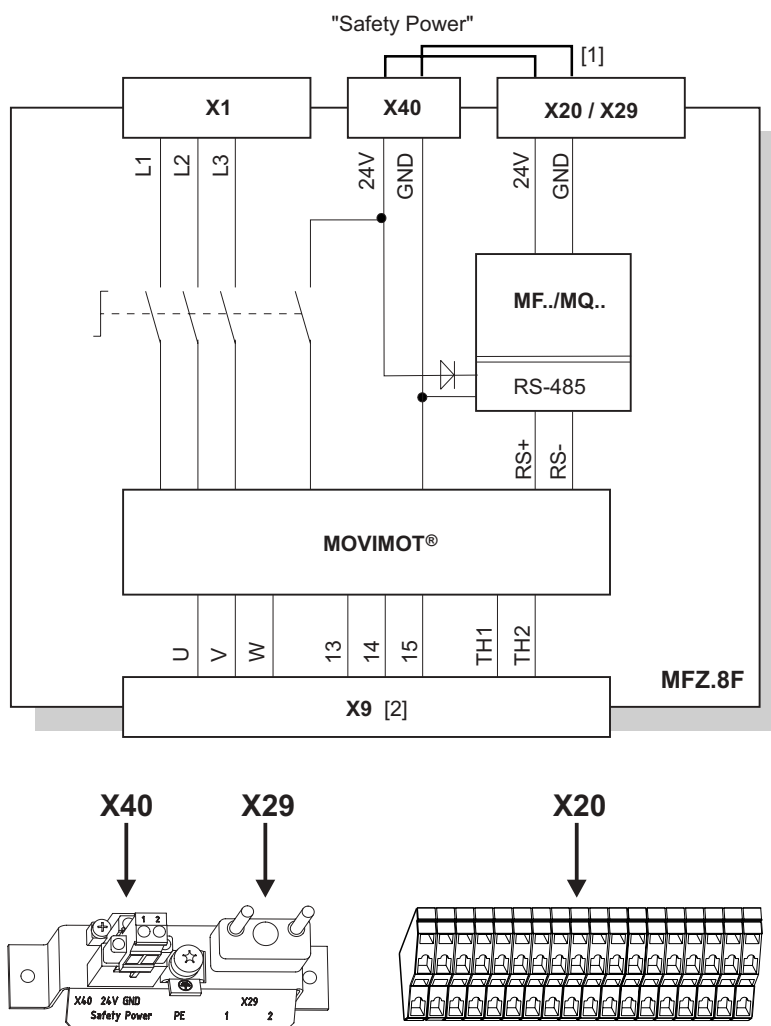 "Safety Power"
[1]
X1
X40
X20 / X29
L1
L2
L3
24V
GND
24V
GND
MF../MQ..
RS-485
RS+
RS-
MOVIMOT®
U
V
W
13
14
15
TH1
TH2
MFZ.8F
X9 [2]
X40
X29
X20
1 2
X40 24V GND X29
Safety Power PE 1 2